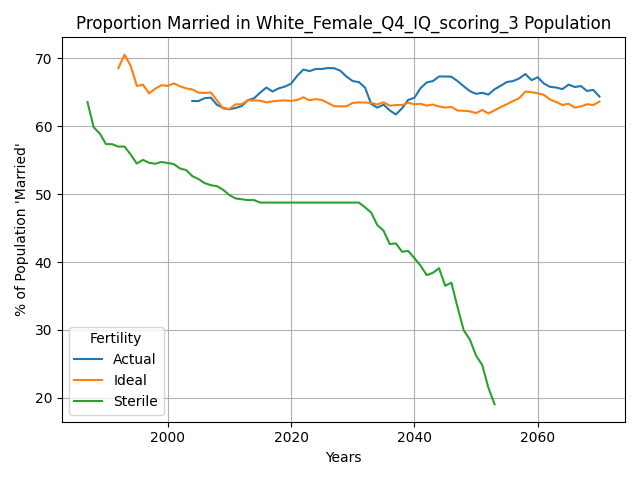 Proportion Married in White_Female_Q4_IQ_scoring_3 Population
% of Population 'Married'
70
60
50
40
30
20
Fertility
Actual
Ideal
Sterile
2000 2020 2040 2060
Years